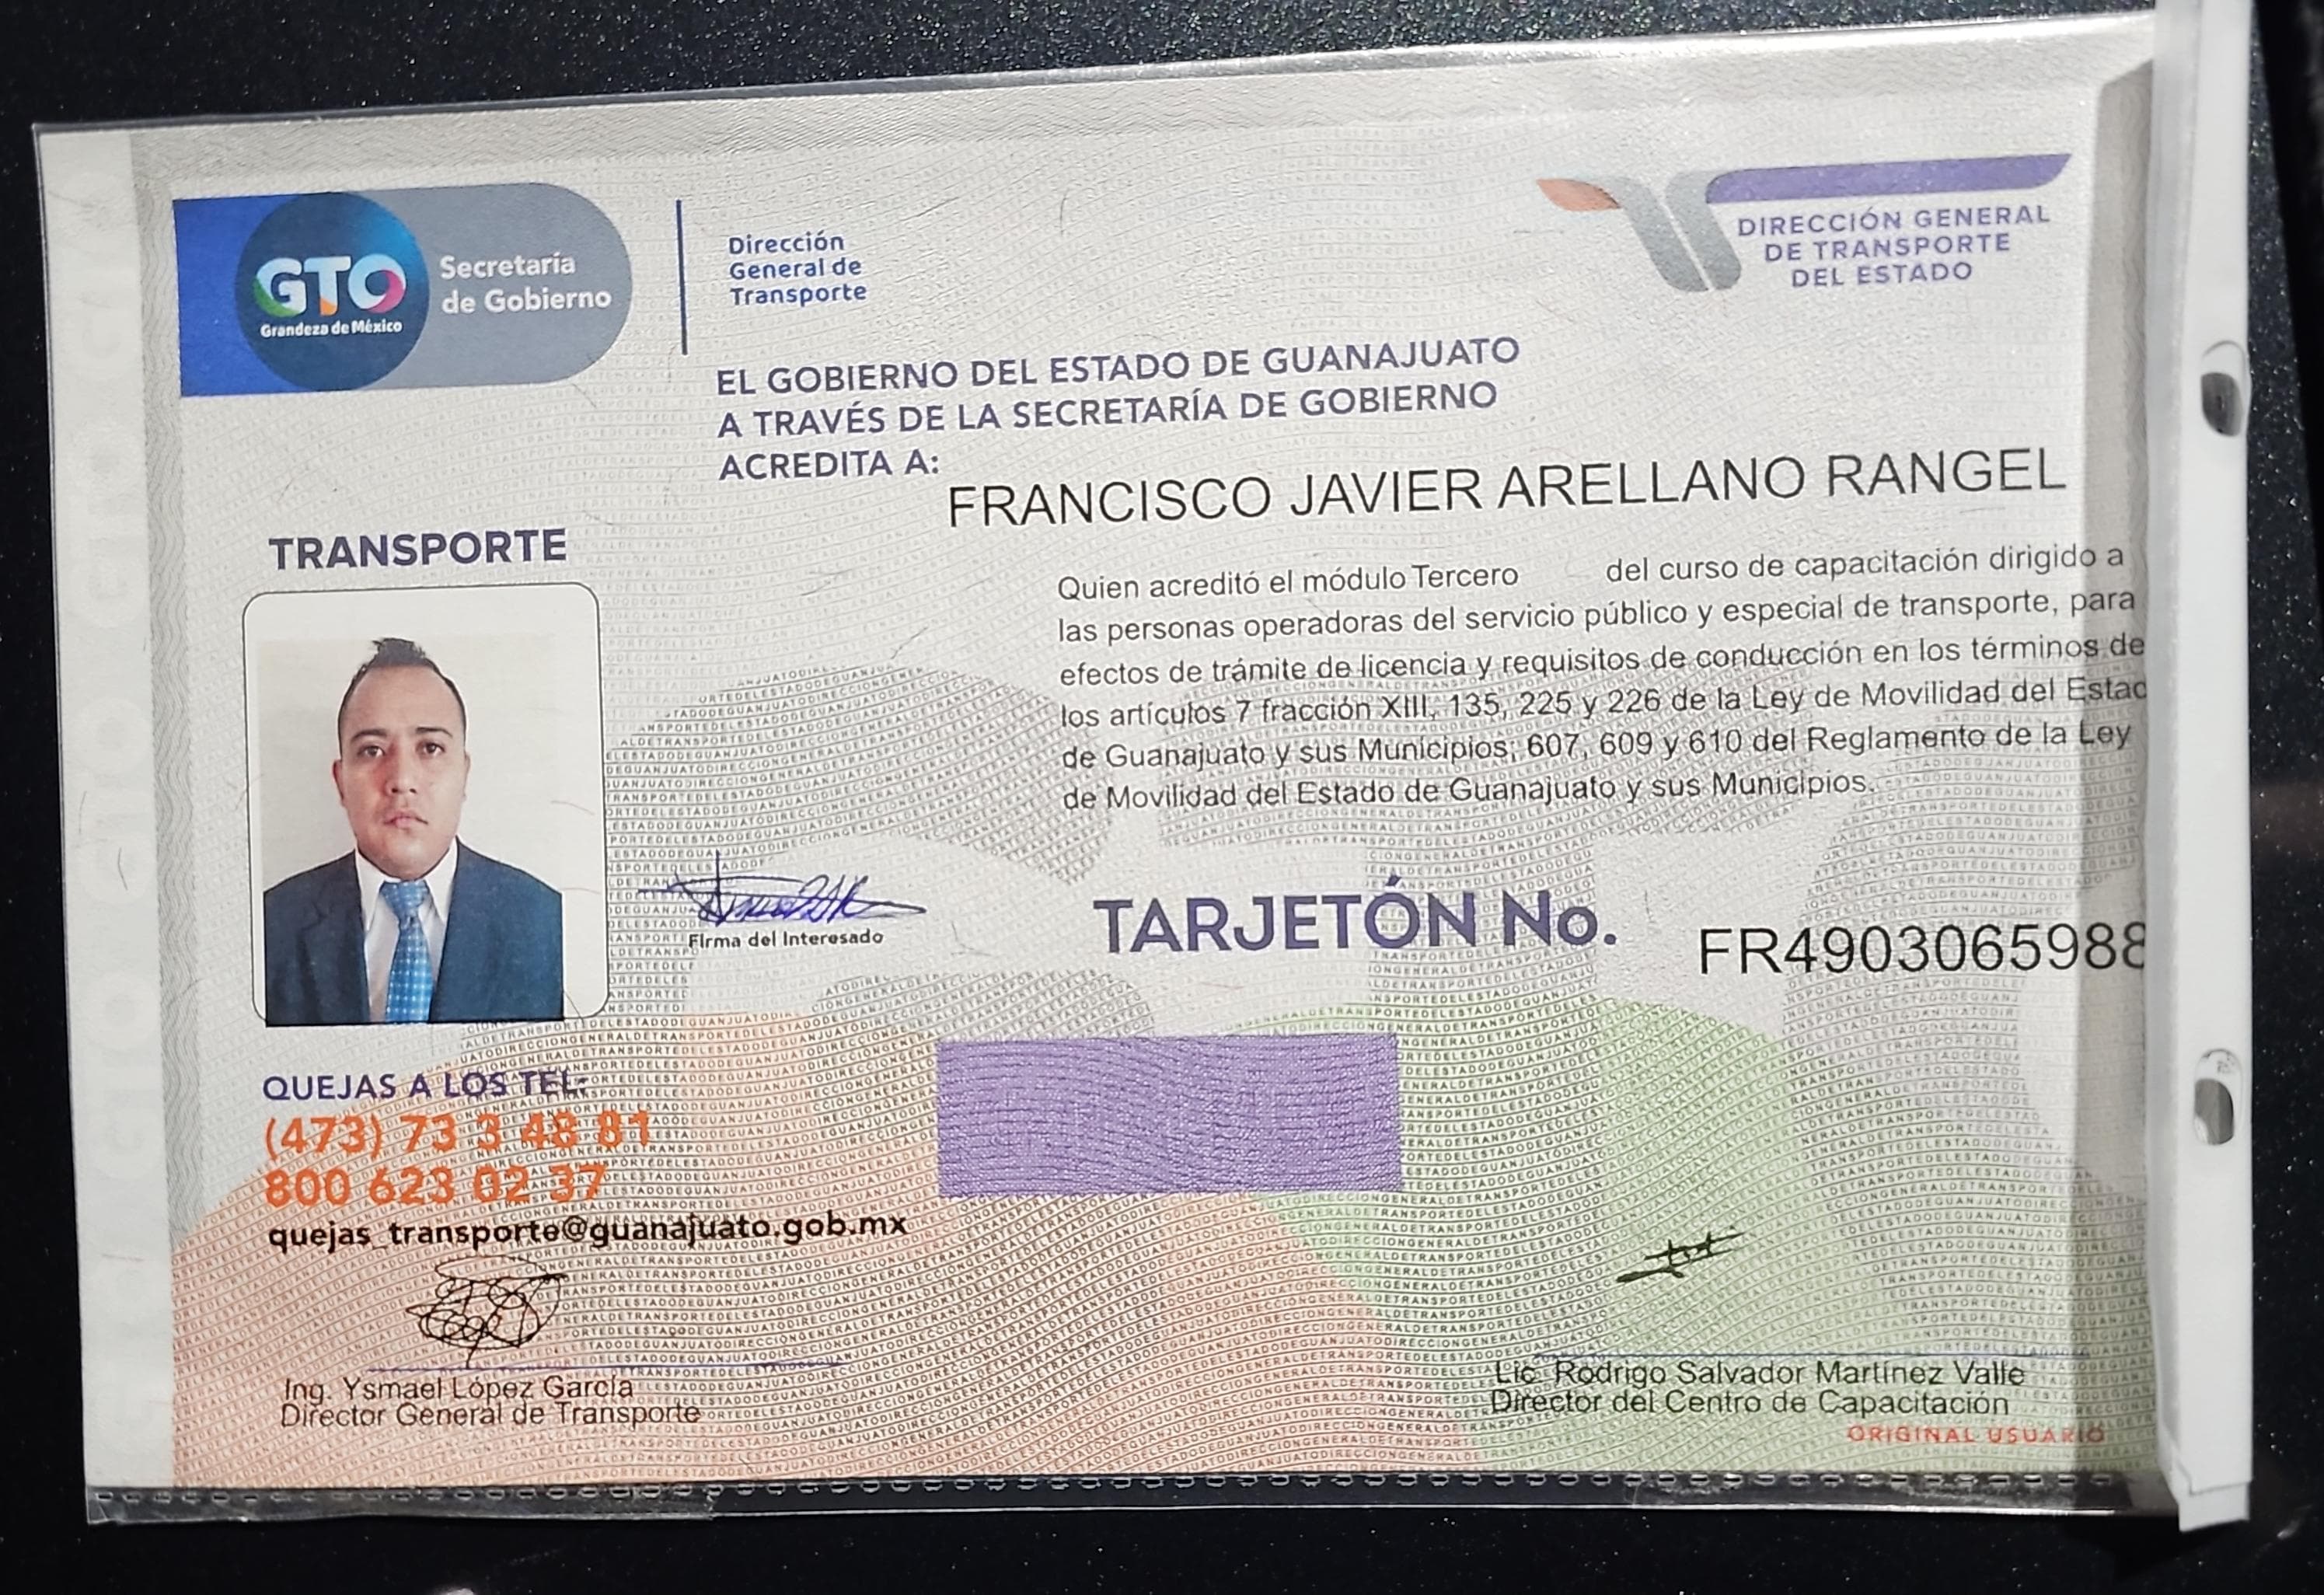 GTO
Grandeza de México
Secretaría
de Gobierno
Dirección
General de
Transporte
DIRECCIÓN GENERAL
DE TRANSPORTE
DEL ESTADO
EL GOBIERNO DEL ESTADO DE GUANAJUATO
A TRAVÉS DE LA SECRETARÍA DE GOBIERNO
ACREDITA A:
FRANCISCO JAVIER ARELLANO RANGEL
TRANSPORTE
Quien acreditó el módulo Tercero del curso de capacitación dirigido a
las personas operadoras del servicio público y especial de transporte, para
efectos de trámite de licencia y requisitos de conducción en los términos de
los artículos 7 fracción XIII, 135, 225 y 226 de la Ley de Movilidad del Estad
de Guanajuato y sus Municipios; 607, 609 y 610 del Reglamento de la Ley
de Movilidad del Estado de Guanajuato y sus Municipios.
Firma del Interesado
TARJETÓN No.
FR4903065988
QUEJAS A LOS TEL:
(473) 73 3 48 81
800 623 02 37
quejas_transporte@guanajuato.gob.mx
Ing. Ysmael López García
Director General de Transporte
Lic. Rodrigo Salvador Martínez Valle
Director del Centro de Capacitación
ORIGINAL USUARIO